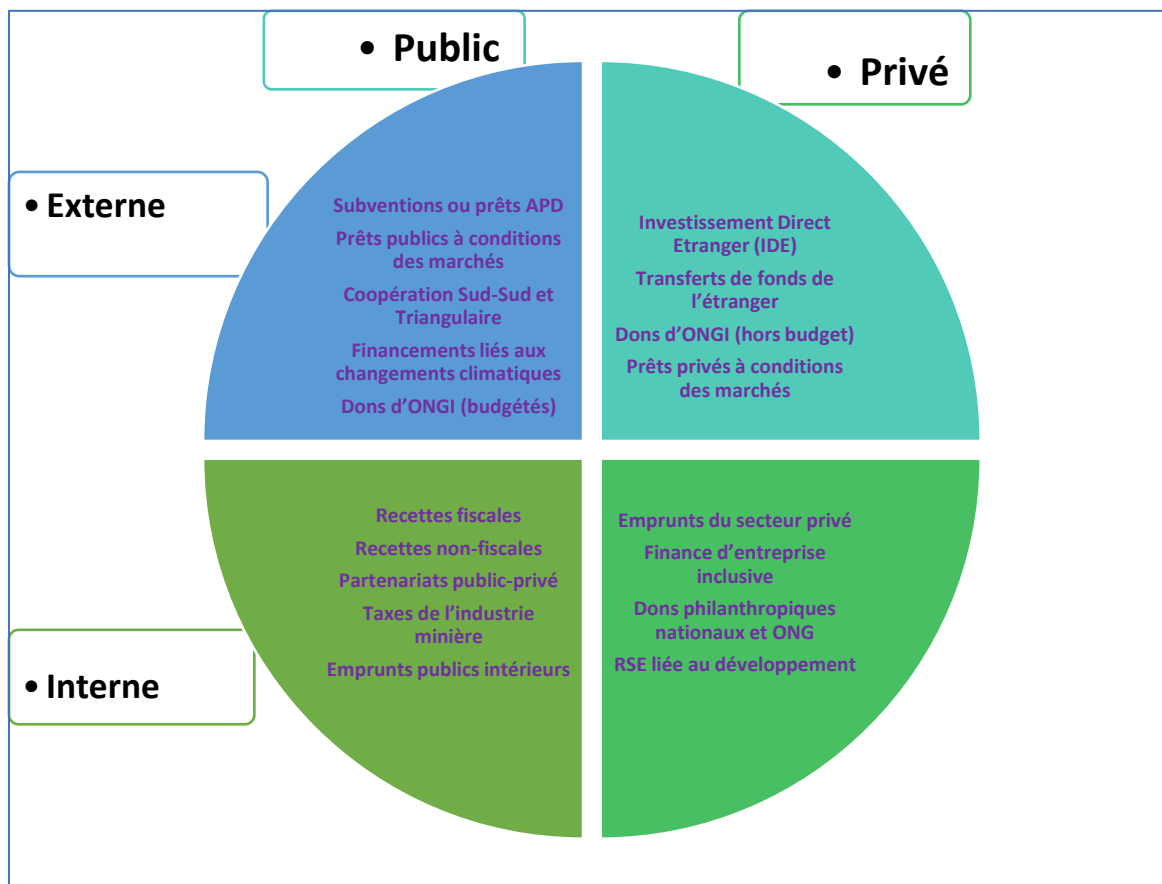 • Public
• Privé
• Externe
Subventions ou prêts APD
Prêts publics à conditions
des marchés
Coopération Sud-Sud et
Triangulaire
Financements liés aux
changements climatiques
Dons d’ONGI (budgétés)
Investissement Direct
Etranger (IDE)
Transferts de fonds de
l’étranger
Dons d’ONGI (hors budget)
Prêts privés à conditions
des marchés
• Interne
Recettes fiscales
Recettes non-fiscales
Partenariats public-privé
Taxes de l’industrie
minière
Emprunts publics intérieurs
Emprunts du secteur privé
Finance d’entreprise
inclusive
Dons philanthropiques
nationaux et ONG
RSE liée au développement